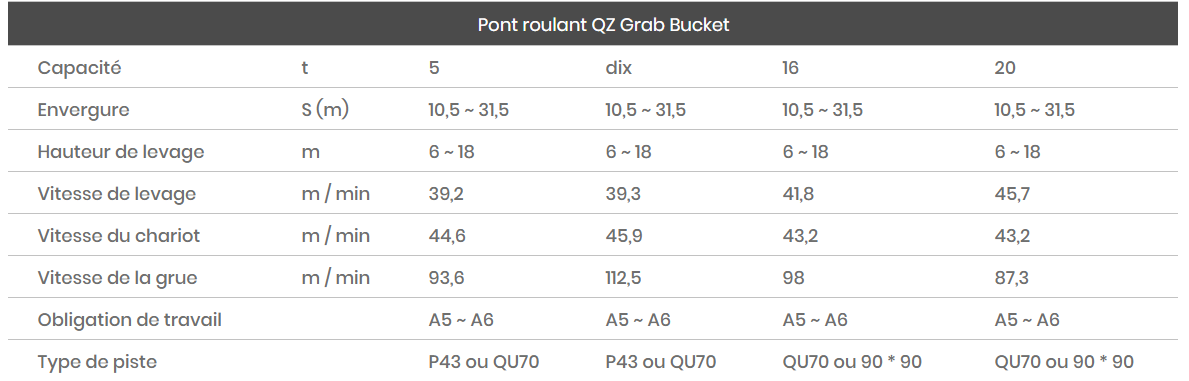 Pont roulant QZ Grab Bucket
Capacité t 5 dix 16 20
Envergure S (m) 10,5 ~ 31,5 10,5 ~ 31,5 10,5 ~ 31,5 10,5 ~ 31,5
Hauteur de levage m 6 ~ 18 6 ~ 18 6 ~ 18 6 ~ 18
Vitesse de levage m / min 39,2 39,3 41,8 45,7
Vitesse du chariot m / min 44,6 45,9 43,2 43,2
Vitesse de la grue m / min 93,6 112,5 98 87,3
Obligation de travail A5 ~ A6 A5 ~ A6 A5 ~ A6 A5 ~ A6
Type de piste P43 ou QU70 P43 ou QU70 QU70 ou 90 * 90 QU70 ou 90 * 90